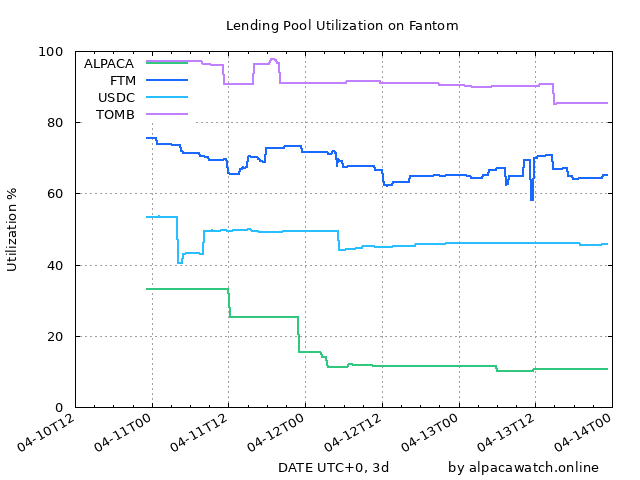 Lending Pool Utilization on Fantom
100
80
60
40
20
0
Utilization %
ALPACA
FTM
USDC
TOMB
04-10T12
04-11T00
04-11T12
04-12T00
04-12T12
04-13T00
04-13T12
04-14T00
DATE UTC+0, 3d
by alpacawatch.online